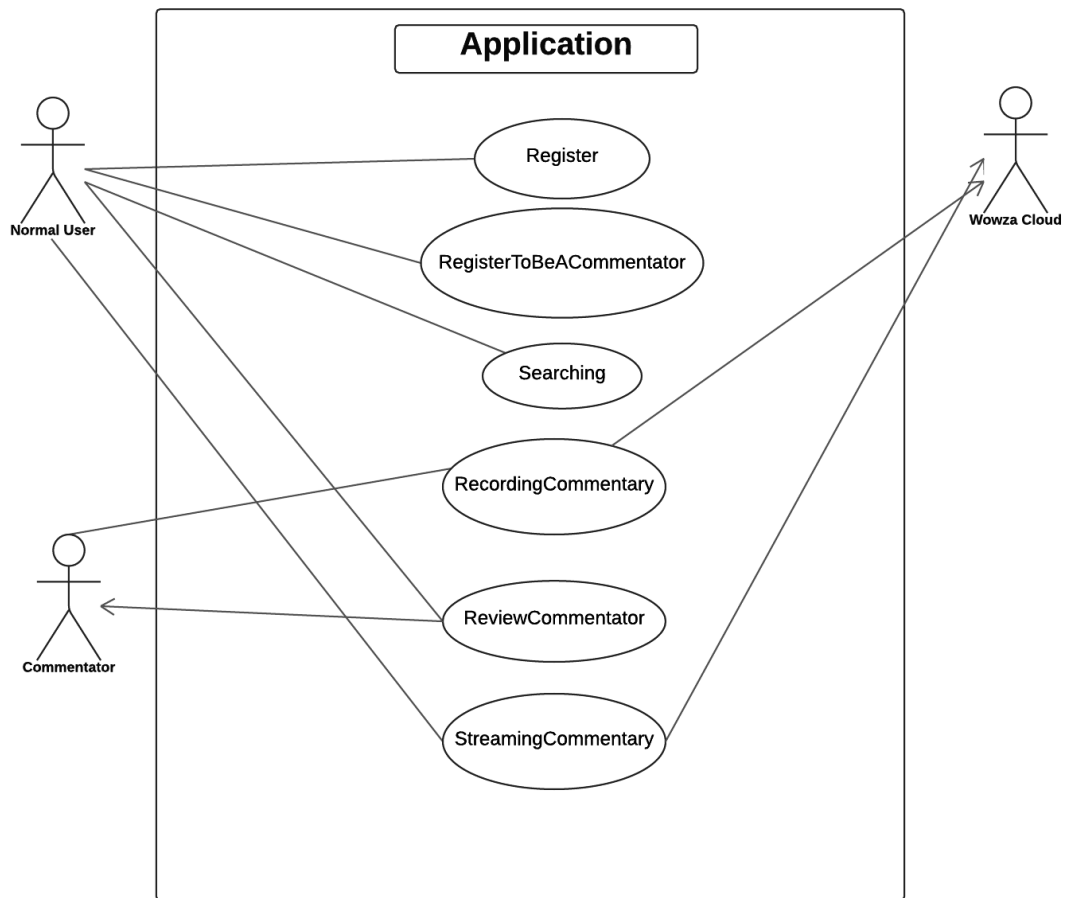 Application
Register
Normal User
Wowza Cloud
RegisterToBeACommentator
Searching
RecordingCommentary
ReviewCommentator
Commentator
StreamingCommentary